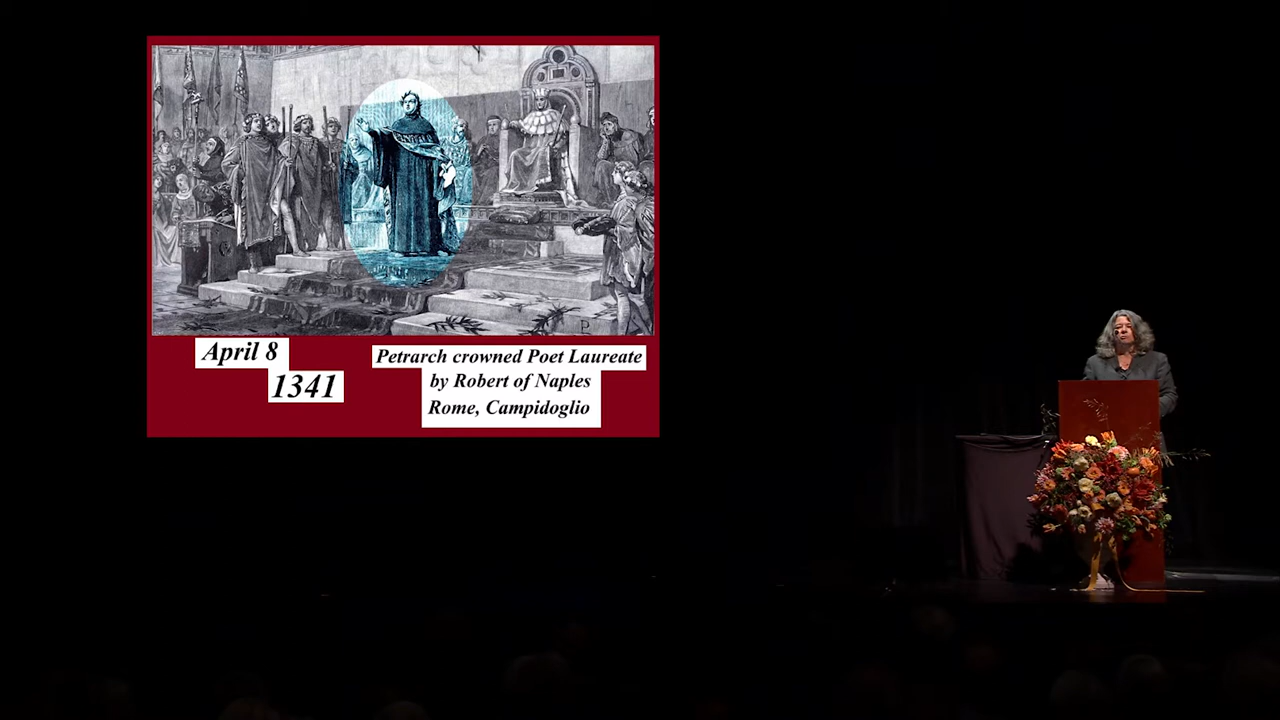 April 8
1341
Petrarch crowned Poet Laureate
by Robert of Naples
Rome, Campidoglio
P